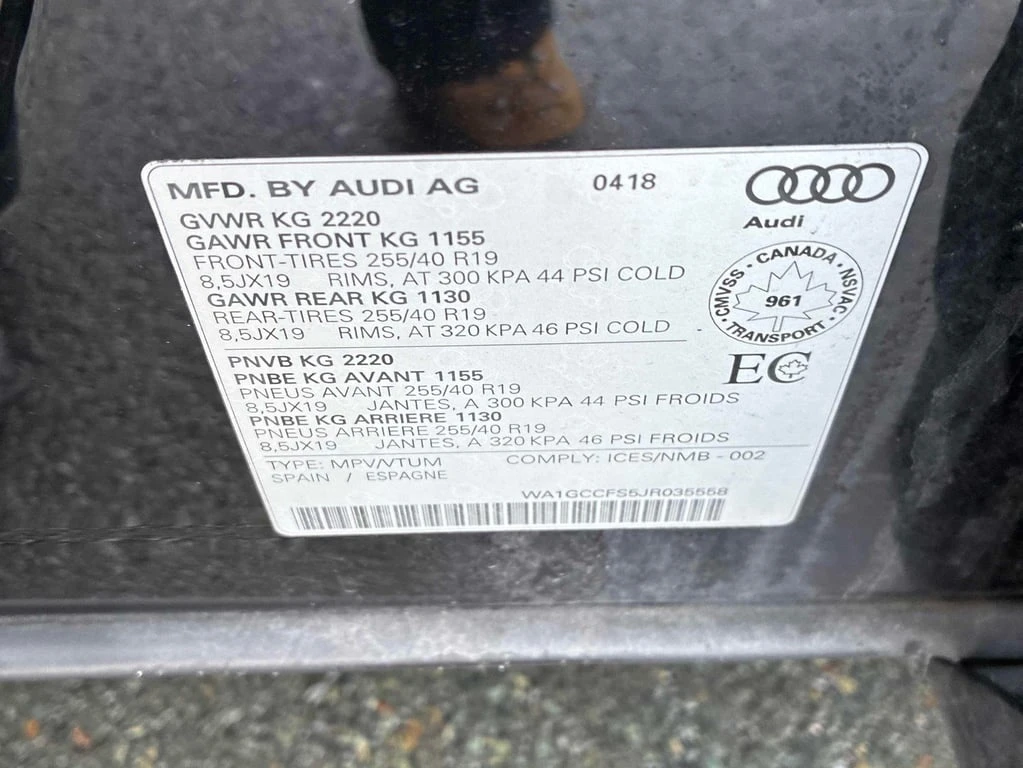 MFD. BY AUDI AG 0418
Audi
GVWR KG 2220
GAWR FRONT KG 1155
FRONT-TIRES 255/40 R19
8,5JX19 RIMS, AT 300 KPA 44 PSI COLD
GAWR REAR KG 1130
REAR-TIRES 255/40 R19
8,5JX19 RIMS, AT 320 KPA 46 PSI COLD
CMVSS · CANADA · NSVAC · TRANSPORT ·
961
PNVB KG 2220
PNBE KG AVANT 1155
PNEUS AVANT 255/40 R19
8,5JX19 JANTES, A 300 KPA 44 PSI FROIDS
PNBE KG ARRIERE 1130
PNEUS ARRIERE 255/40 R19
8,5JX19 JANTES, A 320 KPA 46 PSI FROIDS
EC
TYPE: MPV/VTUM COMPLY: ICES/NMB - 002
SPAIN / ESPAGNE
WA1GCCFS5JR035558